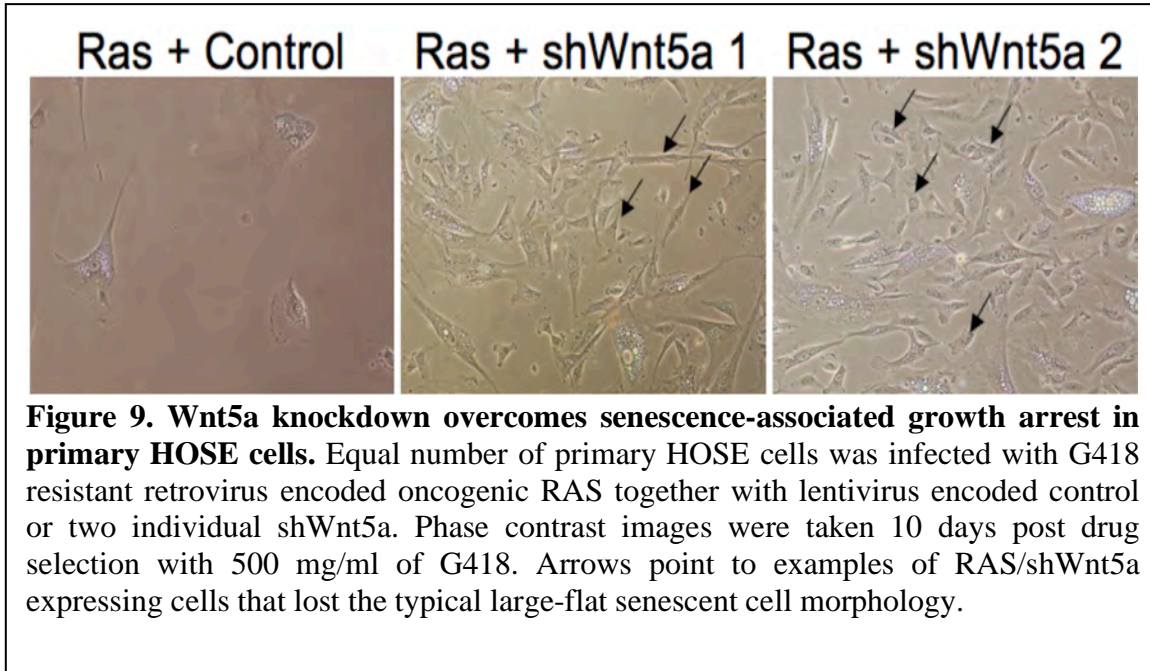 Ras + Control Ras + shWnt5a 1 Ras + shWnt5a 2
Figure 9. Wnt5a knockdown overcomes senescence-associated growth arrest in
primary HOSE cells. Equal number of primary HOSE cells was infected with G418
resistant retrovirus encoded oncogenic RAS together with lentivirus encoded control
or two individual shWnt5a. Phase contrast images were taken 10 days post drug
selection with 500 mg/ml of G418. Arrows point to examples of RAS/shWnt5a
expressing cells that lost the typical large-flat senescent cell morphology.